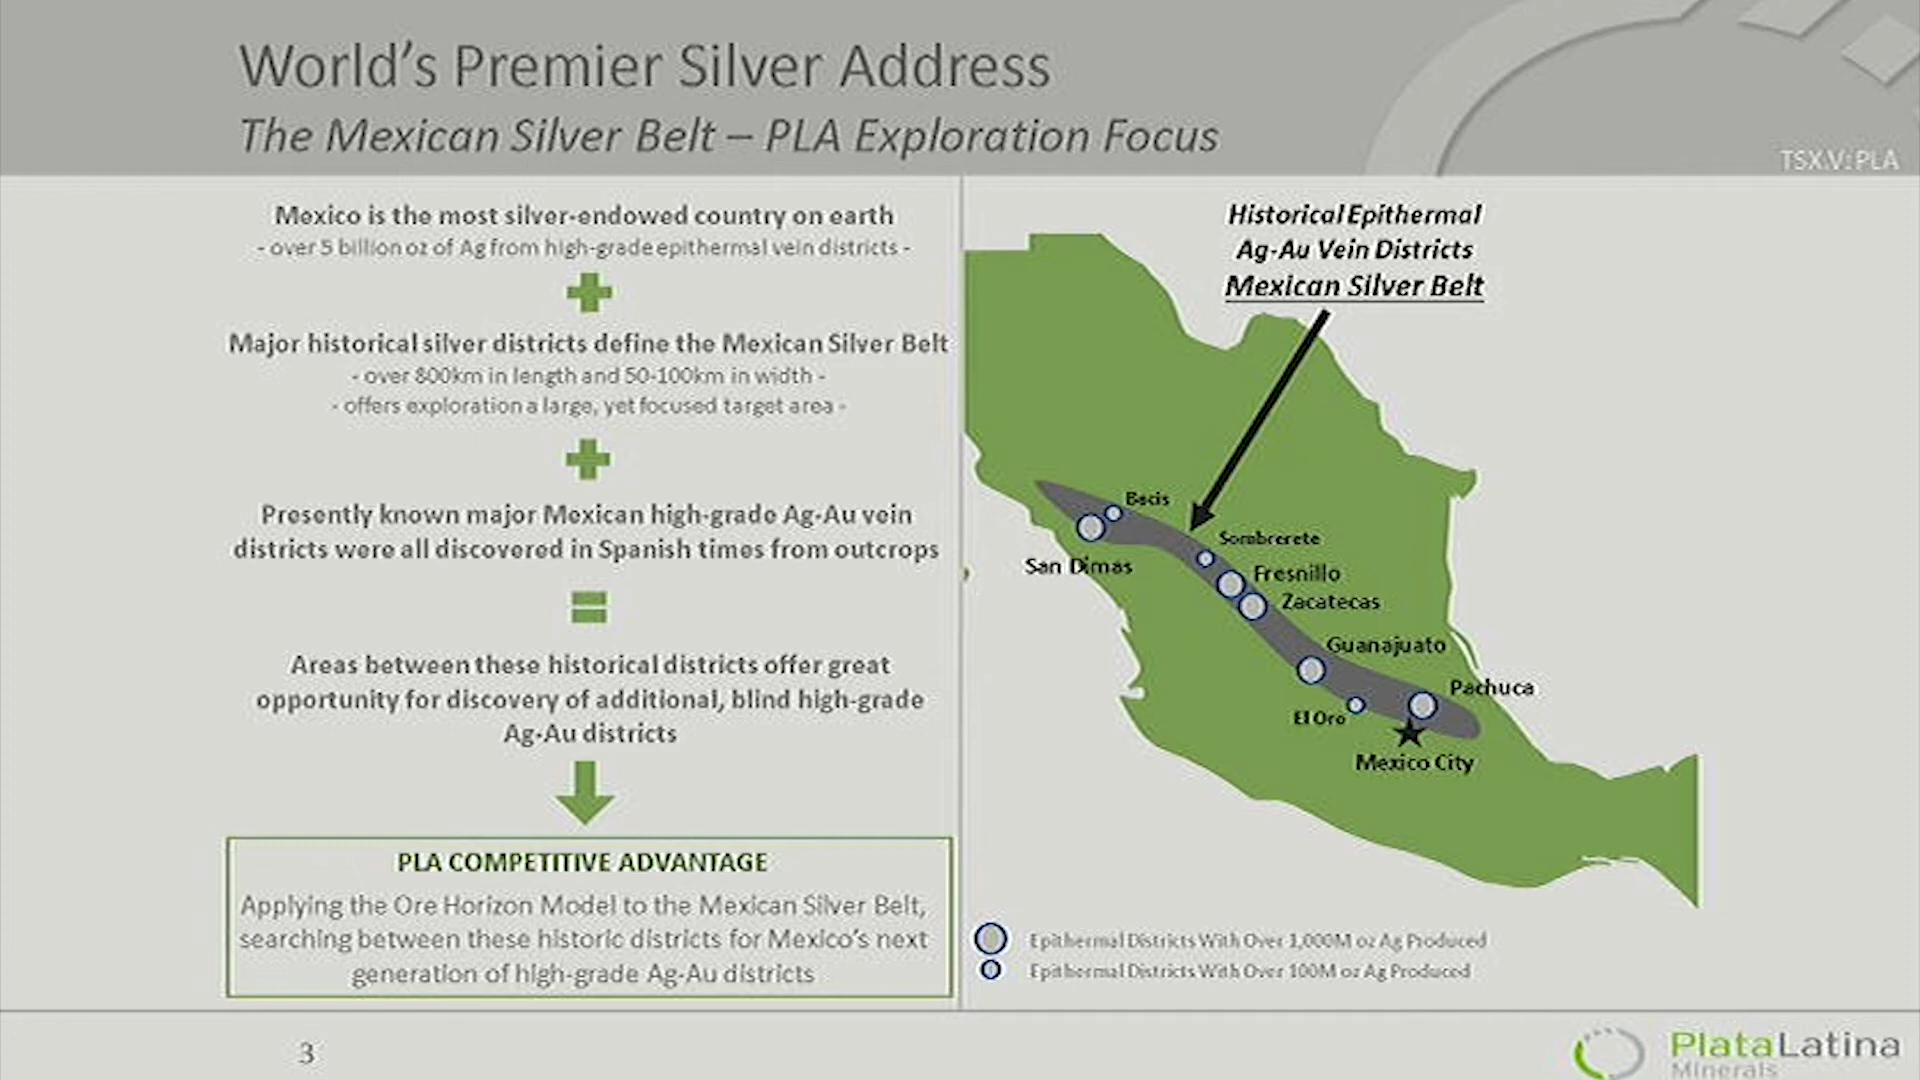 World's Premier Silver Address
The Mexican Silver Belt – PLA Exploration Focus
TSX.V: PLA
Mexico is the most silver-endowed country on earth
- over 5 billion oz of Ag from high-grade epithermal vein districts -
Major historical silver districts define the Mexican Silver Belt
- over 800km in length and 50-100km in width -
- offers exploration a large, yet focused target area -
Presently known major Mexican high-grade Ag-Au vein
districts were all discovered in Spanish times from outcrops
Areas between these historical districts offer great
opportunity for discovery of additional, blind high-grade
Ag-Au districts
PLA COMPETITIVE ADVANTAGE
Applying the Ore Horizon Model to the Mexican Silver Belt,
searching between these historic districts for Mexico's next
generation of high-grade Ag-Au districts
Historical Epithermal
Ag-Au Vein Districts
Mexican Silver Belt
Bacis
San Dimas
Sombrerete
Fresnillo
Zacatecas
Guanajuato
Pachuca
El Oro
Mexico City
Epithermal Districts With Over 1,000M oz Ag Produced
Epithermal Districts With Over 100M oz Ag Produced
3
PlataLatina
Minerals